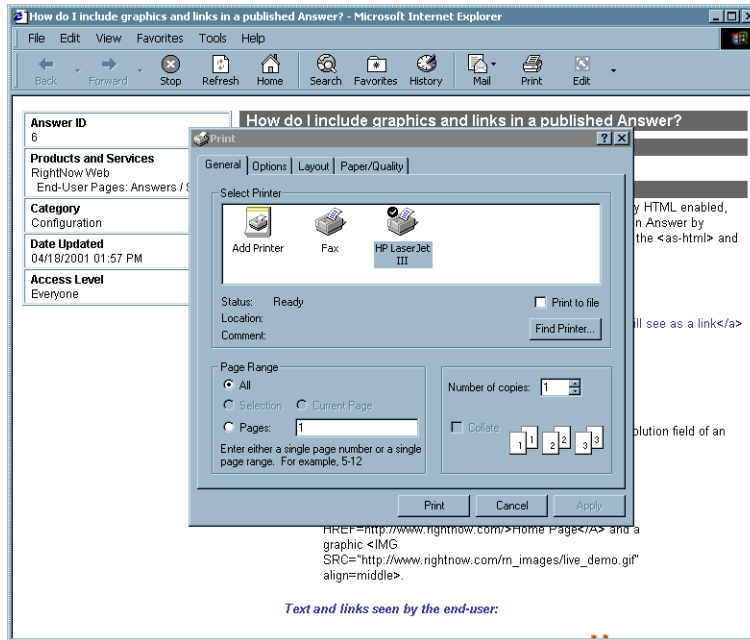 How do I include graphics and links in a published Answer? - Microsoft Internet Explorer
File Edit View Favorites Tools Help
Back Forward Stop Refresh Home Search Favorites History Mail Print Edit
Answer ID
6
Products and Services
RightNow Web
End-User Pages: Answers /
Category
Configuration
Date Updated
04/18/2001 01:57 PM
Access Level
Everyone
How do I include graphics and links in a published Answer?
Print
General Options Layout Paper/Quality
Select Printer
Add Printer Fax HP LaserJet
III
Status: Ready
Location:
Comment:
Print to file
Find Printer...
Page Range
All
Selection Current Page
Pages: 1
Enter either a single page number or a single
page range. For example, 5-12
Number of copies: 1
Collate
1 1 2 2 3 3
Print Cancel Apply
y HTML enabled,
n Answer by
the <as-html> and
ill see as a link</a>
olution field of an
HREF=http://www.rightnow.com/>Home Page</A> and a
graphic <IMG
SRC="http://www.rightnow.com/rn_images/live_demo.gif"
align=middle>.
Text and links seen by the end-user: